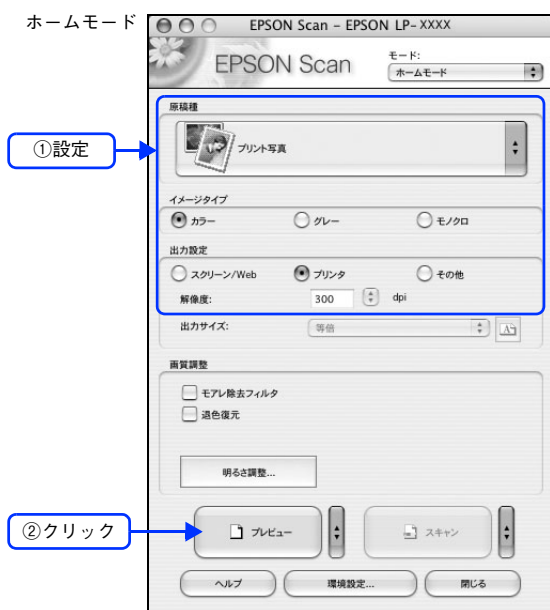 ホームモード
EPSON Scan - EPSON LP-XXXX
EPSON Scan
モード:
ホームモード
原稿種
プリント写真
①設定
イメージタイプ
カラー グレー モノクロ
出力設定
スクリーン/Web プリンタ その他
解像度: 300 dpi
出力サイズ: 等倍
画質調整
モアレ除去フィルタ
退色復元
明るさ調整...
②クリック
プレビュー スキャン
ヘルプ 環境設定... 閉じる